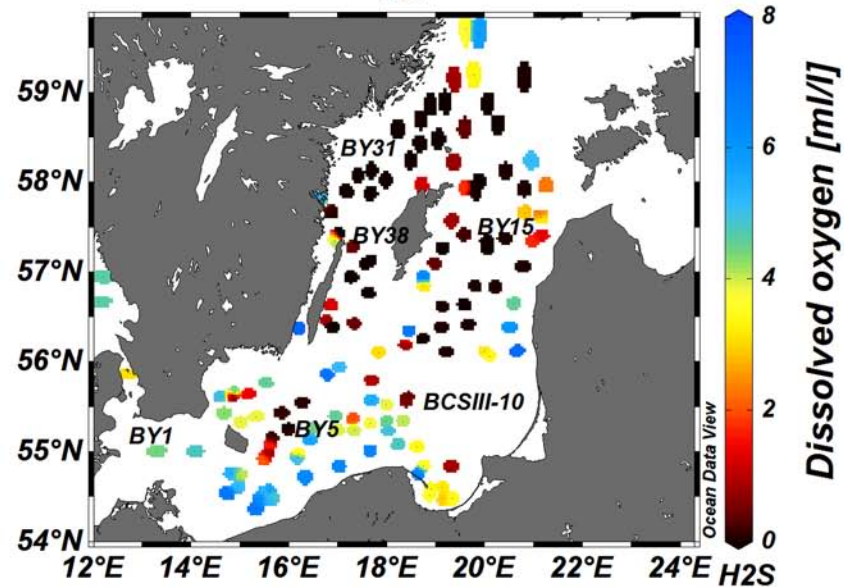 8
59°N
6
BY31
58°N
BY38
BY15
57°N
4
56°N
BCSIII-10
2
BY1
BY5
55°N
Ocean Data View
Dissolved oxygen [ml/l]
54°N
0
12°E 14°E 16°E 18°E 20°E 22°E 24°E H2S